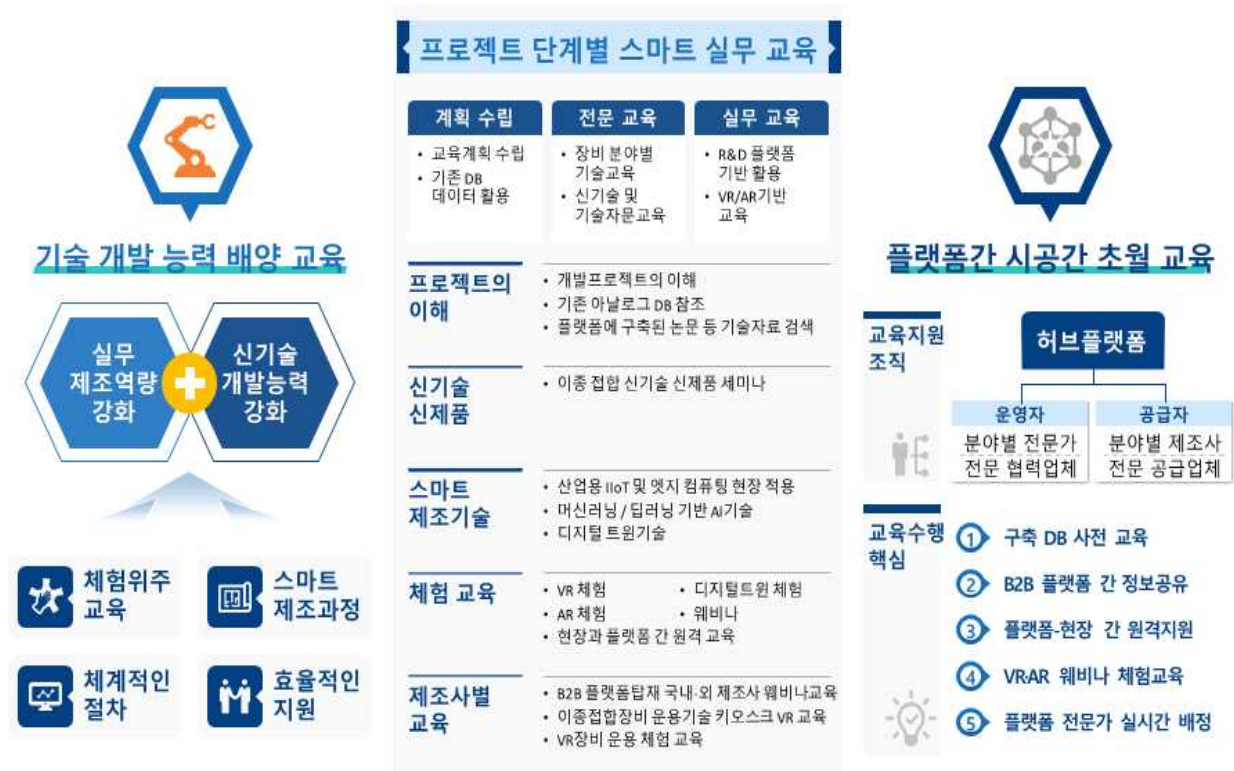 프로젝트 단계별 스마트 실무 교육
기술 개발 능력 배양 교육
실무
제조역량
강화
신기술
개발능력
강화
체험위주
교육
스마트
제조과정
체계적인
절차
효율적인
지원
계획 수립
• 교육계획 수립
• 기존 DB
데이터 활용
전문 교육
• 장비 분야별
기술교육
• 신기술 및
기술자문교육
실무 교육
• R&D 플랫폼
기반 활용
• VR/AR기반
교육
프로젝트의
이해
• 개발프로젝트의 이해
• 기존 아날로그 DB 참조
• 플랫폼에 구축된 논문 등 기술자료 검색
신기술
신제품
• 이종 접합 신기술 신제품 세미나
스마트
제조기술
• 산업용 IIoT 및 엣지 컴퓨팅 현장 적용
• 머신러닝 / 딥러닝 기반 AI기술
• 디지털 트윈기술
체험 교육
• VR 체험 • 디지털트윈 체험
• AR 체험 • 웨비나
• 현장과 플랫폼 간 원격 교육
제조사별
교육
• B2B 플랫폼탑재 국내·외 제조사 웨비나교육
• 이종접합장비 운용기술 키오스크 VR 교육
• VR장비 운용 체험 교육
플랫폼간 시공간 초월 교육
교육지원
조직
허브플랫폼
운영자
분야별 전문가
전문 협력업체
공급자
분야별 제조사
전문 공급업체
교육수행
핵심
1 구축 DB 사전 교육
2 B2B 플랫폼 간 정보공유
3 플랫폼-현장 간 원격지원
4 VR·AR 웨비나 체험교육
5 플랫폼 전문가 실시간 배정